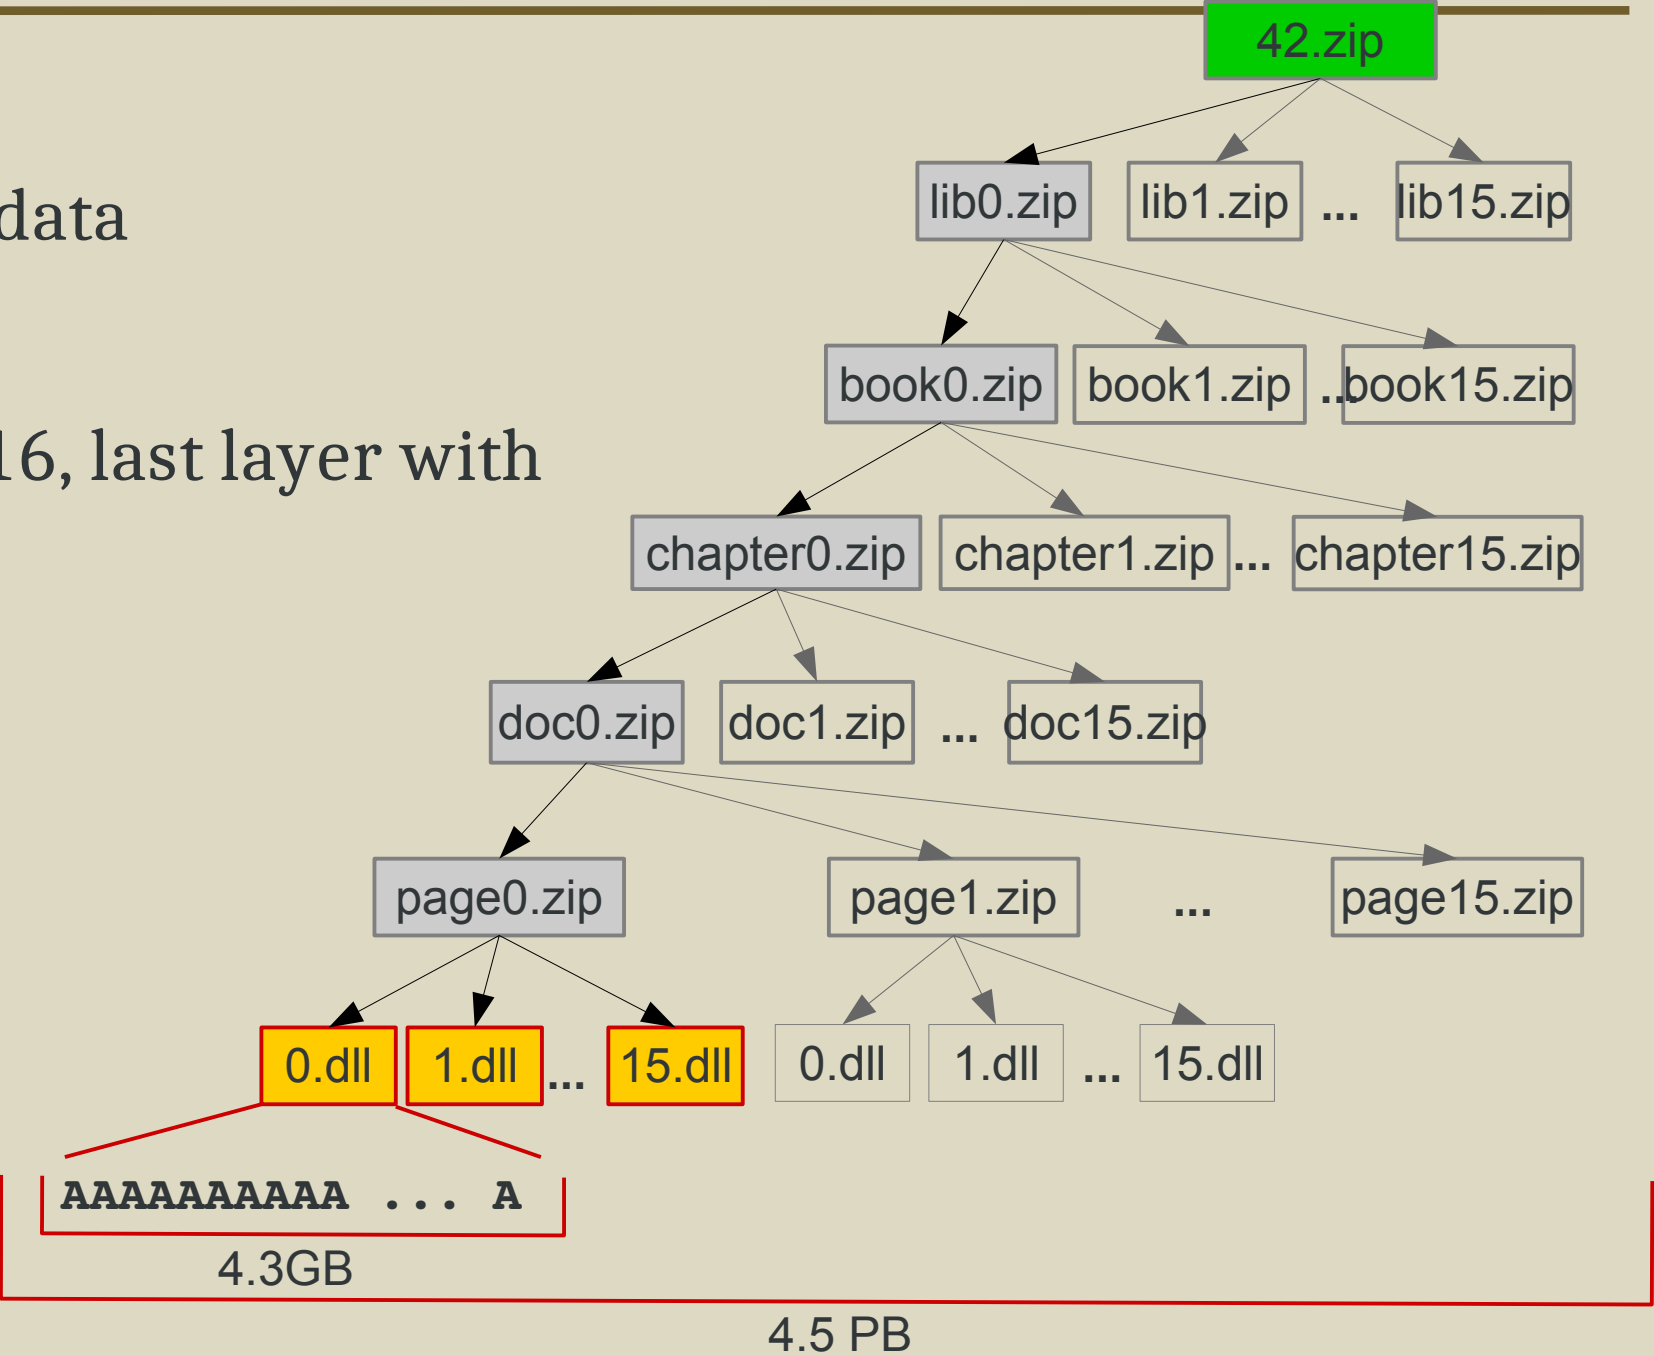 42.zip
data
lib0.zip lib1.zip ... lib15.zip
book0.zip book1.zip ... book15.zip
16, last layer with
chapter0.zip chapter1.zip ... chapter15.zip
doc0.zip doc1.zip ... doc15.zip
page0.zip page1.zip ... page15.zip
0.dll 1.dll ... 15.dll 0.dll 1.dll ... 15.dll
AAAAAAAAAA ... A
4.3GB
4.5 PB